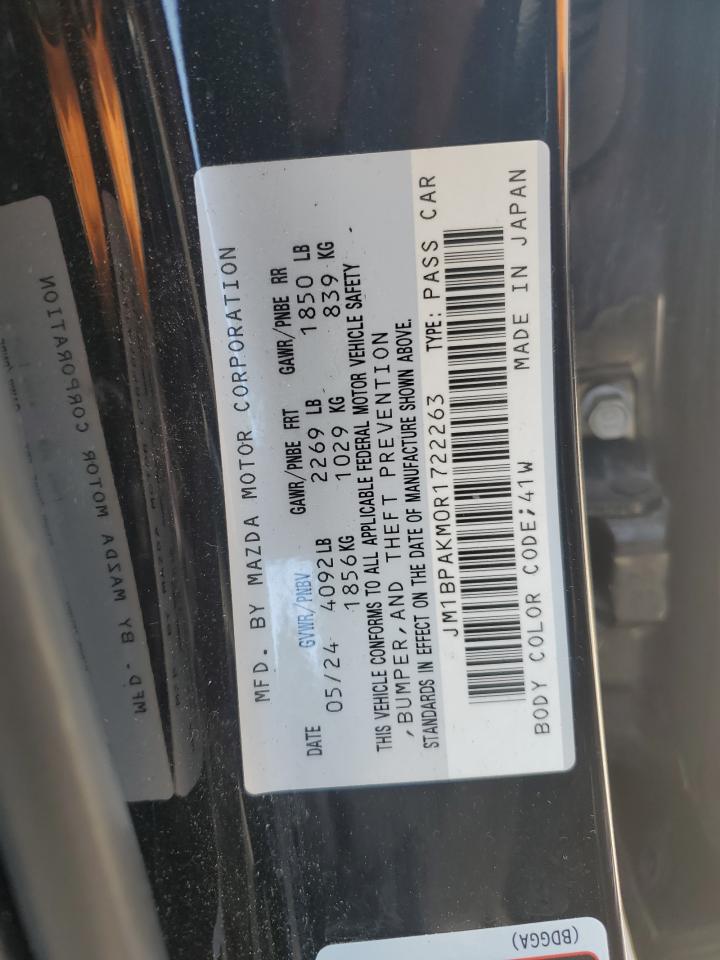 MFD. BY MAZDA MOTOR CORPORATION
DATE GVWR/PNBV GAWR/PNBE FRT GAWR/PNBE RR
05/24 4092LB 2269 LB 1850 LB
1856KG 1029 KG 839 KG
THIS VEHICLE CONFORMS TO ALL APPLICABLE FEDERAL MOTOR VEHICLE SAFETY
,BUMPER,AND THEFT PREVENTION
STANDARDS IN EFFECT ON THE DATE OF MANUFACTURE SHOWN ABOVE.
JM1BPAKM0R1722263 TYPE: PASS CAR
BODY COLOR CODE;41W MADE IN JAPAN
MFD. BY MAZDA MOTOR CORPORATION
(BDGGA)